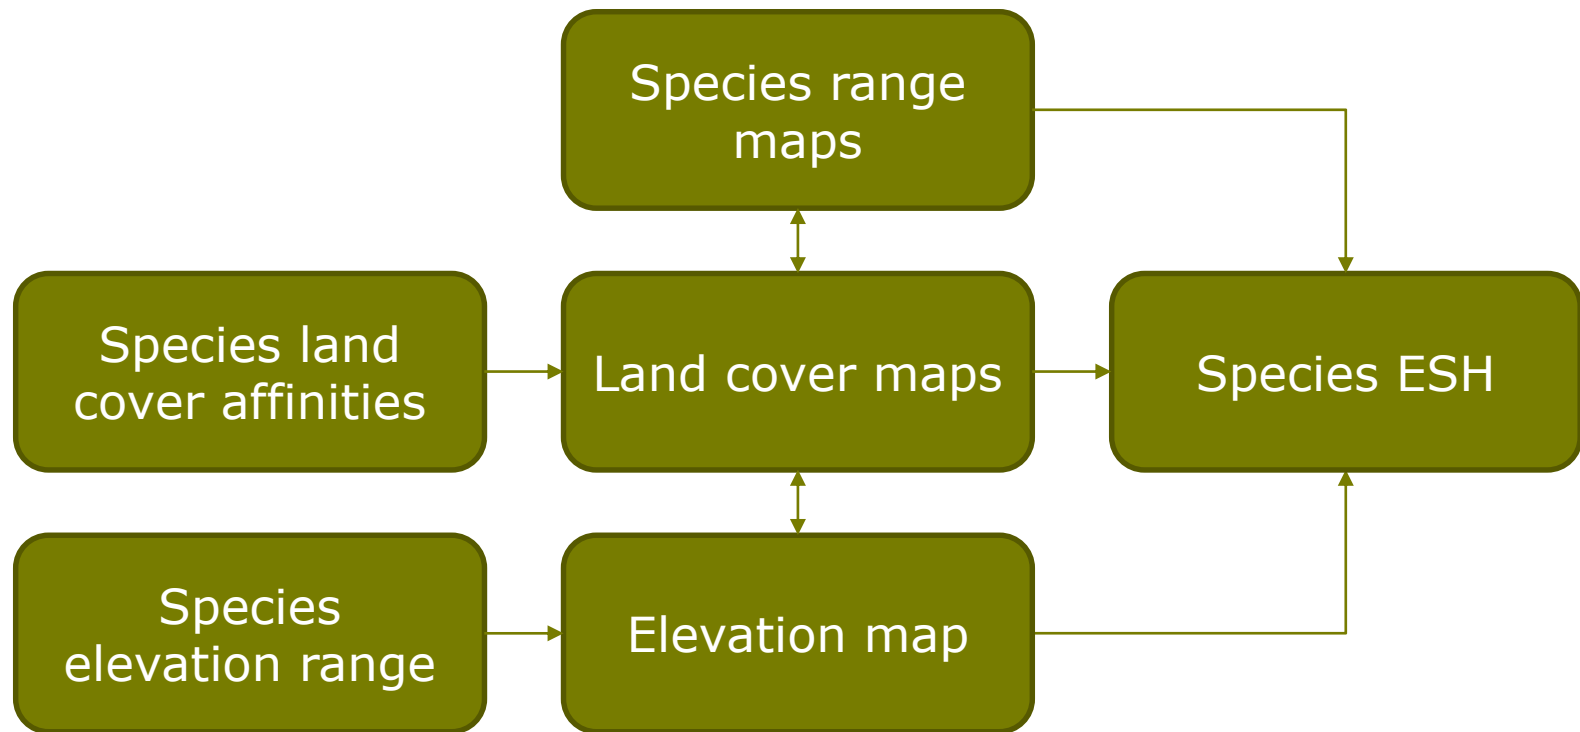 Species range
maps
Species land
cover affinities
Land cover maps
Species ESH
Species
elevation range
Elevation map